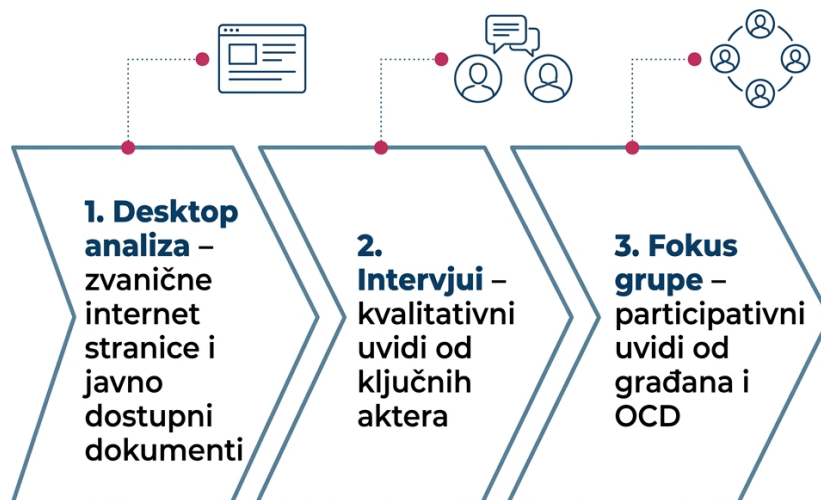 1. Desktop
analiza –
zvanične
internet
stranice i
javno
dostupni
dokumenti
2.
Intervjui –
kvalitativni
uvidi od
ključnih
aktera
3. Fokus
grupe –
participativni
uvidi od
građana i
OCD